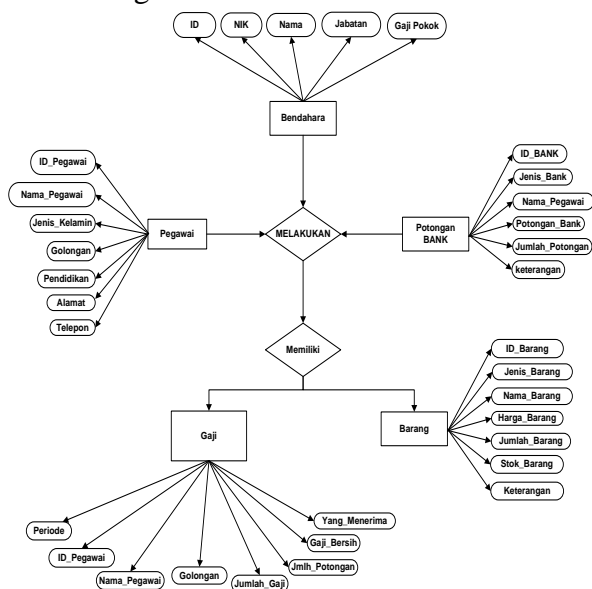 ID
NIK
Nama
Jabatan
Gaji Pokok
Bendahara
ID_Pegawai
Nama_Pegawai
Jenis_Kelamin
Golongan
Pendidikan
Alamat
Telepon
Pegawai
MELAKUKAN
Potongan
BANK
ID_BANK
Jenis_Bank
Nama_Pegawai
Potongan_Bank
Jumlah_Potongan
keterangan
Memiliki
Gaji
Barang
ID_Barang
Jenis_Barang
Nama_Barang
Harga_Barang
Jumlah_Barang
Stok_Barang
Keterangan
Periode
ID_Pegawai
Nama_Pegawai
Golongan
Jumlah_Gaji
Jmlh_Potongan
Gaji_Bersih
Yang_Menerima